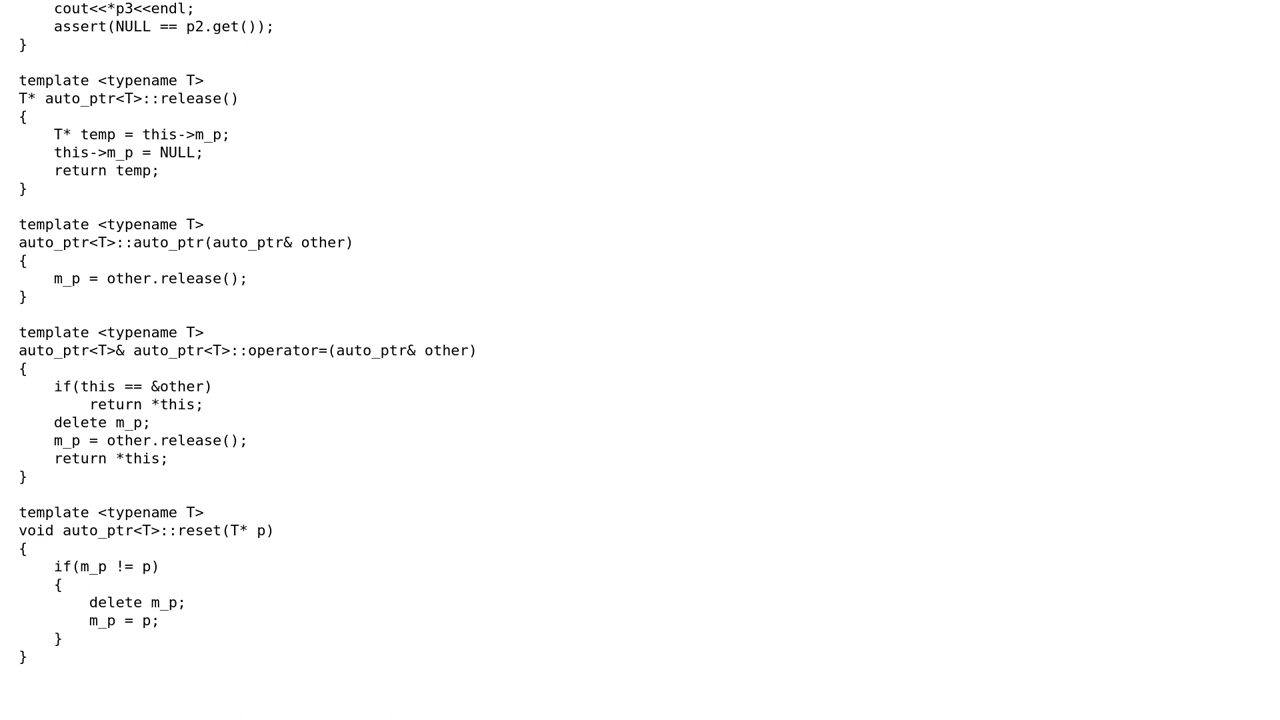 cout<<*p3<<endl;
    assert(NULL == p2.get());
}

template <typename T>
T* auto_ptr<T>::release()
{
    T* temp = this->m_p;
    this->m_p = NULL;
    return temp;
}

template <typename T>
auto_ptr<T>::auto_ptr(auto_ptr& other)
{
    m_p = other.release();
}

template <typename T>
auto_ptr<T>& auto_ptr<T>::operator=(auto_ptr& other)
{
    if(this == &other)
        return *this;
    delete m_p;
    m_p = other.release();
    return *this;
}

template <typename T>
void auto_ptr<T>::reset(T* p)
{
    if(m_p != p)
    {
        delete m_p;
        m_p = p;
    }
}